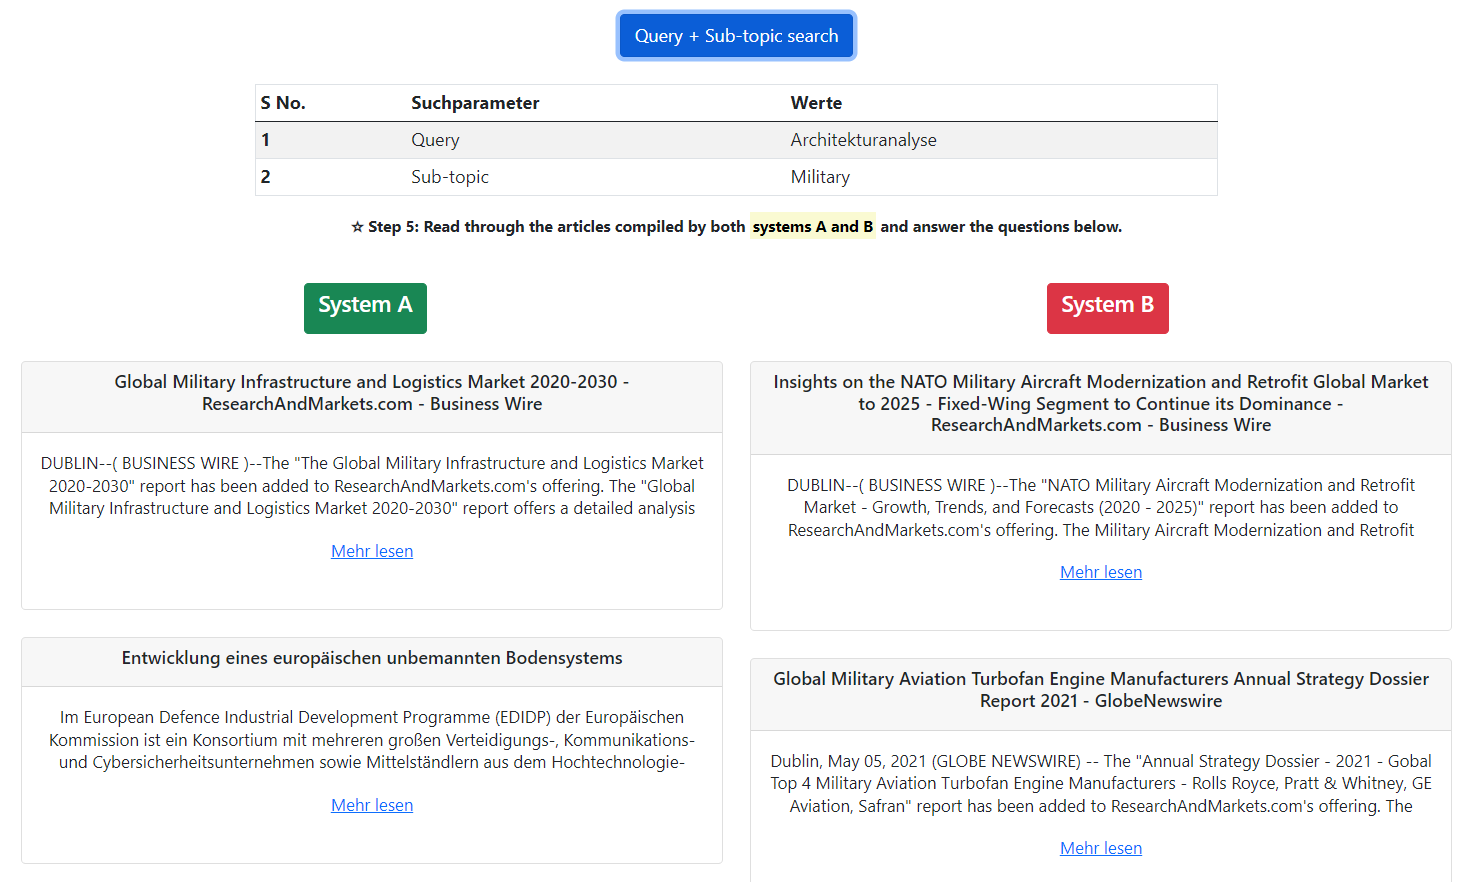 Query + Sub-topic search
S No. Suchparameter Werte
1 Query Architekturanalyse
2 Sub-topic Military
☆ Step 5: Read through the articles compiled by both systems A and B and answer the questions below.
System A
Global Military Infrastructure and Logistics Market 2020-2030 -
ResearchAndMarkets.com - Business Wire
DUBLIN--( BUSINESS WIRE )--The "The Global Military Infrastructure and Logistics Market
2020-2030" report has been added to ResearchAndMarkets.com's offering. The "Global
Military Infrastructure and Logistics Market 2020-2030" report offers a detailed analysis
Mehr lesen
Entwicklung eines europäischen unbemannten Bodensystems
Im European Defence Industrial Development Programme (EDIDP) der Europäischen
Kommission ist ein Konsortium mit mehreren großen Verteidigungs-, Kommunikations-
und Cybersicherheitsunternehmen sowie Mittelständlern aus dem Hochtechnologie-
Mehr lesen
System B
Insights on the NATO Military Aircraft Modernization and Retrofit Global Market
to 2025 - Fixed-Wing Segment to Continue its Dominance -
ResearchAndMarkets.com - Business Wire
DUBLIN--( BUSINESS WIRE )--The "NATO Military Aircraft Modernization and Retrofit
Market - Growth, Trends, and Forecasts (2020 - 2025)" report has been added to
ResearchAndMarkets.com's offering. The Military Aircraft Modernization and Retrofit
Mehr lesen
Global Military Aviation Turbofan Engine Manufacturers Annual Strategy Dossier
Report 2021 - GlobeNewswire
Dublin, May 05, 2021 (GLOBE NEWSWIRE) -- The "Annual Strategy Dossier - 2021 - Gobal
Top 4 Military Aviation Turbofan Engine Manufacturers - Rolls Royce, Pratt & Whitney, GE
Aviation, Safran" report has been added to ResearchAndMarkets.com's offering. The
Mehr lesen